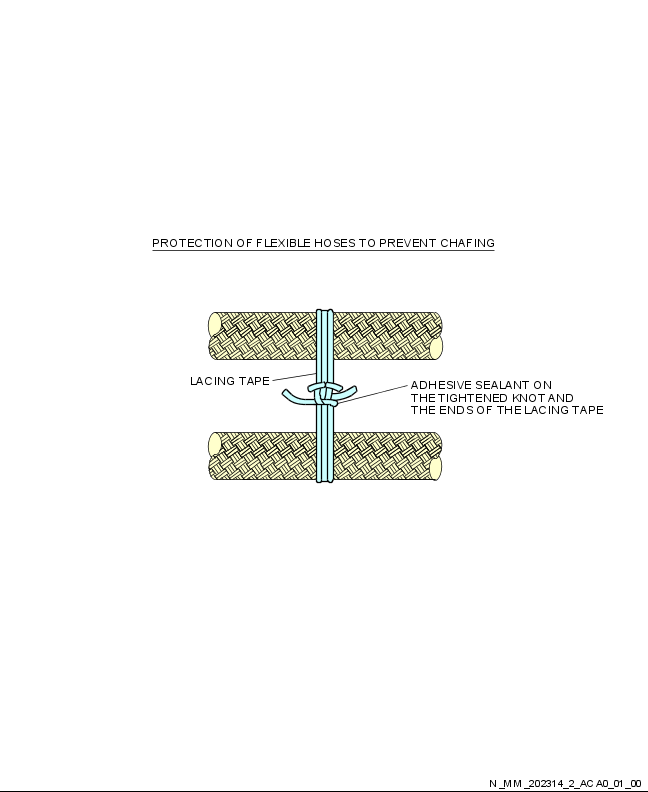 PROTECTION OF FLEXIBLE HOSES TO PREVENT CHAFING
LACING TAPE
ADHESIVE SEALANT ON
THE TIGHTENED KNOT AND
THE ENDS OF THE LACING TAPE
N_MM_202314_2_ACA0_01_00